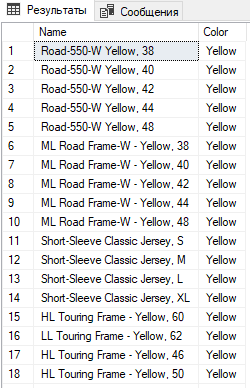 Результаты Сообщения
Name Color
1 Road-550-W Yellow, 38 Yellow
2 Road-550-W Yellow, 40 Yellow
3 Road-550-W Yellow, 42 Yellow
4 Road-550-W Yellow, 44 Yellow
5 Road-550-W Yellow, 48 Yellow
6 ML Road Frame-W - Yellow, 38 Yellow
7 ML Road Frame-W - Yellow, 40 Yellow
8 ML Road Frame-W - Yellow, 42 Yellow
9 ML Road Frame-W - Yellow, 44 Yellow
10 ML Road Frame-W - Yellow, 48 Yellow
11 Short-Sleeve Classic Jersey, S Yellow
12 Short-Sleeve Classic Jersey, M Yellow
13 Short-Sleeve Classic Jersey, L Yellow
14 Short-Sleeve Classic Jersey, XL Yellow
15 HL Touring Frame - Yellow, 60 Yellow
16 LL Touring Frame - Yellow, 62 Yellow
17 HL Touring Frame - Yellow, 46 Yellow
18 HL Touring Frame - Yellow, 50 Yellow